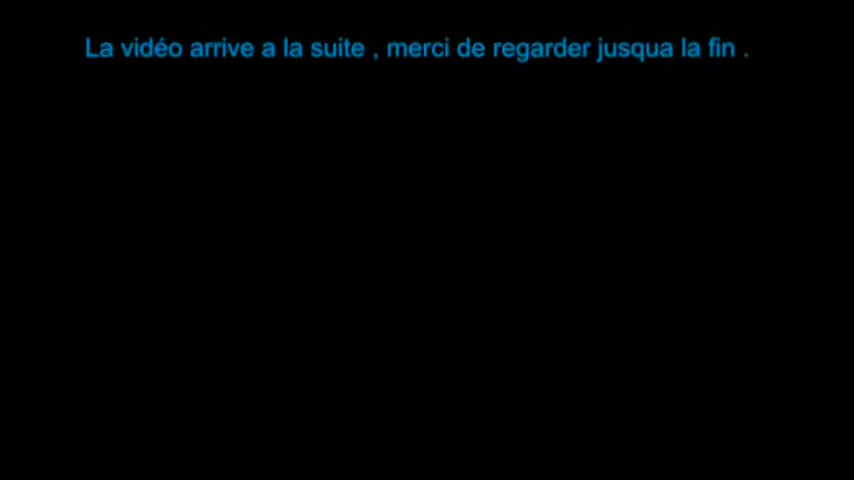 La vidéo arrive a la suite , merci de regarder jusqua la fin .